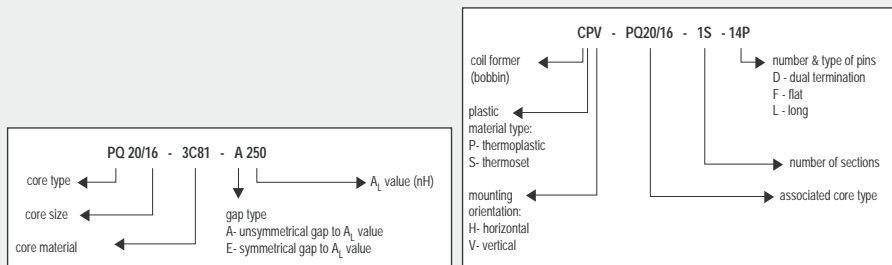 PQ 20/16 - 3C81 - A 250
core type
A_L value (nH)
core size
gap type
A- unsymmetrical gap to A_L value
E- symmetrical gap to A_L value
core material
CPV - PQ20/16 - 1S - 14P
coil former
(bobbin)
number & type of pins
D - dual termination
F - flat
L - long
plastic
material type:
P- thermoplastic
S- thermoset
number of sections
mounting
orientation:
H- horizontal
V- vertical
associated core type